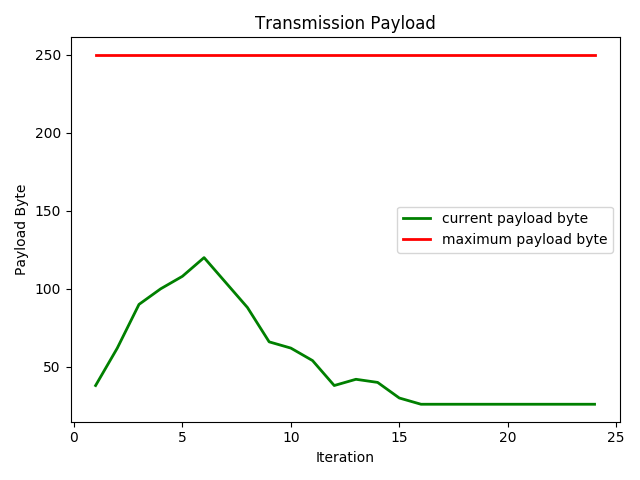 Transmission Payload
250
200
150
100
50
Payload Byte
current payload byte
maximum payload byte
0
5
10
15
20
25
Iteration